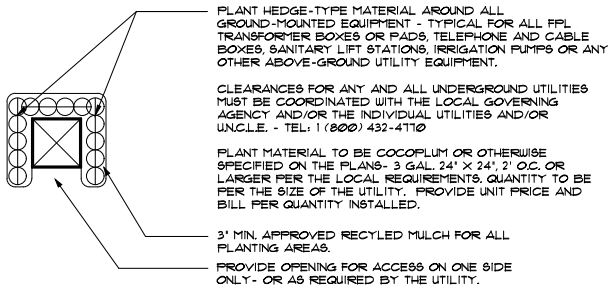 PLANT HEDGE-TYPE MATERIAL AROUND ALL
GROUND-MOUNTED EQUIPMENT - TYPICAL FOR ALL FPL
TRANSFORMER BOXES OR PADS, TELEPHONE AND CABLE
BOXES, SANITARY LIFT STATIONS, IRRIGATION PUMPS OR ANY
OTHER ABOVE-GROUND UTILITY EQUIPMENT.
CLEARANCES FOR ANY AND ALL UNDERGROUND UTILITIES
MUST BE COORDINATED WITH THE LOCAL GOVERNING
AGENCY AND/OR THE INDIVIDUAL UTILITIES AND/OR
U.N.C.L.E. - TEL: 1 (800) 432-4770
PLANT MATERIAL TO BE COCOPLUM OR OTHERWISE
SPECIFIED ON THE PLANS- 3 GAL. 24" X 24", 2' O.C. OR
LARGER PER THE LOCAL REQUIREMENTS. QUANTITY TO BE
PER THE SIZE OF THE UTILITY. PROVIDE UNIT PRICE AND
BILL PER QUANTITY INSTALLED.
3" MIN. APPROVED RECYLED MULCH FOR ALL
PLANTING AREAS.
PROVIDE OPENING FOR ACCESS ON ONE SIDE
ONLY- OR AS REQUIRED BY THE UTILITY.